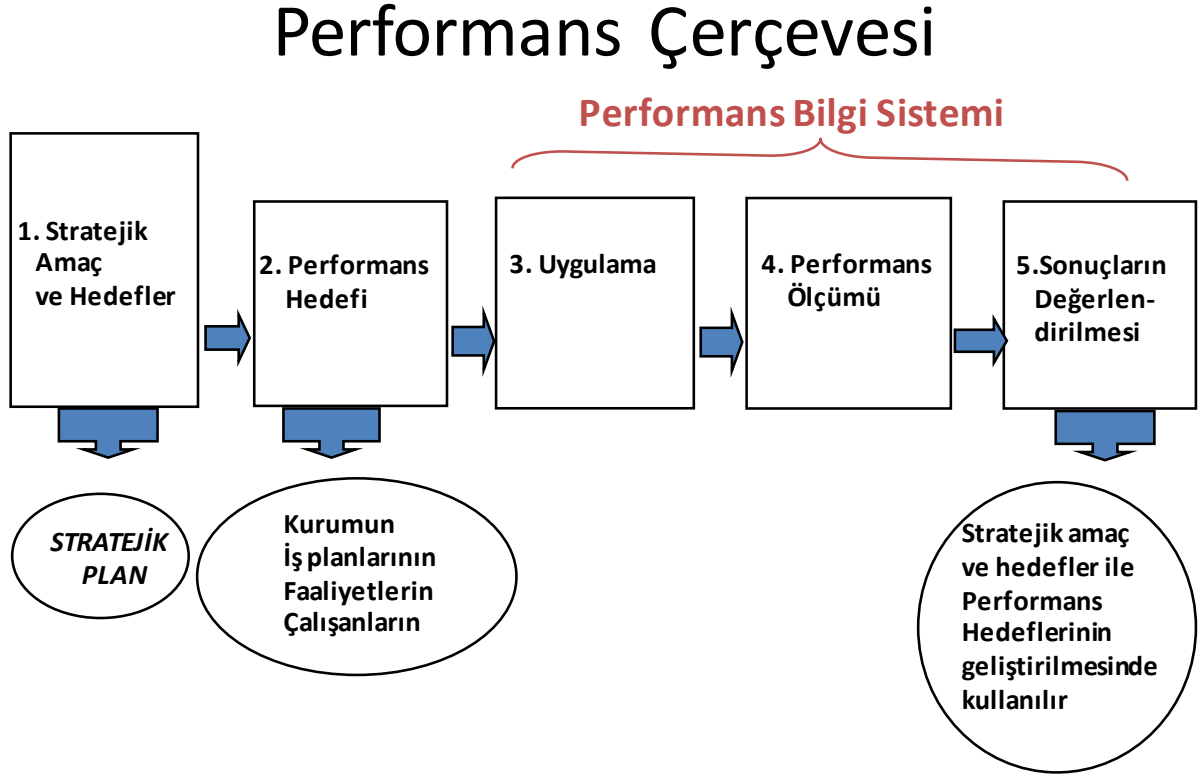 Performans Çerçevesi
Performans Bilgi Sistemi
1. Stratejik
Amaç
ve Hedefler
2. Performans
Hedefi
3. Uygulama
4. Performans
Ölçümü
5.Sonuçların
Değerlen-
dirilmesi
STRATEJİK
PLAN
Kurumun
İş planlarının
Faaliyetlerin
Çalışanların
Stratejik amaç
ve hedefler ile
Performans
Hedeflerinin
geliştirilmesinde
kullanılır